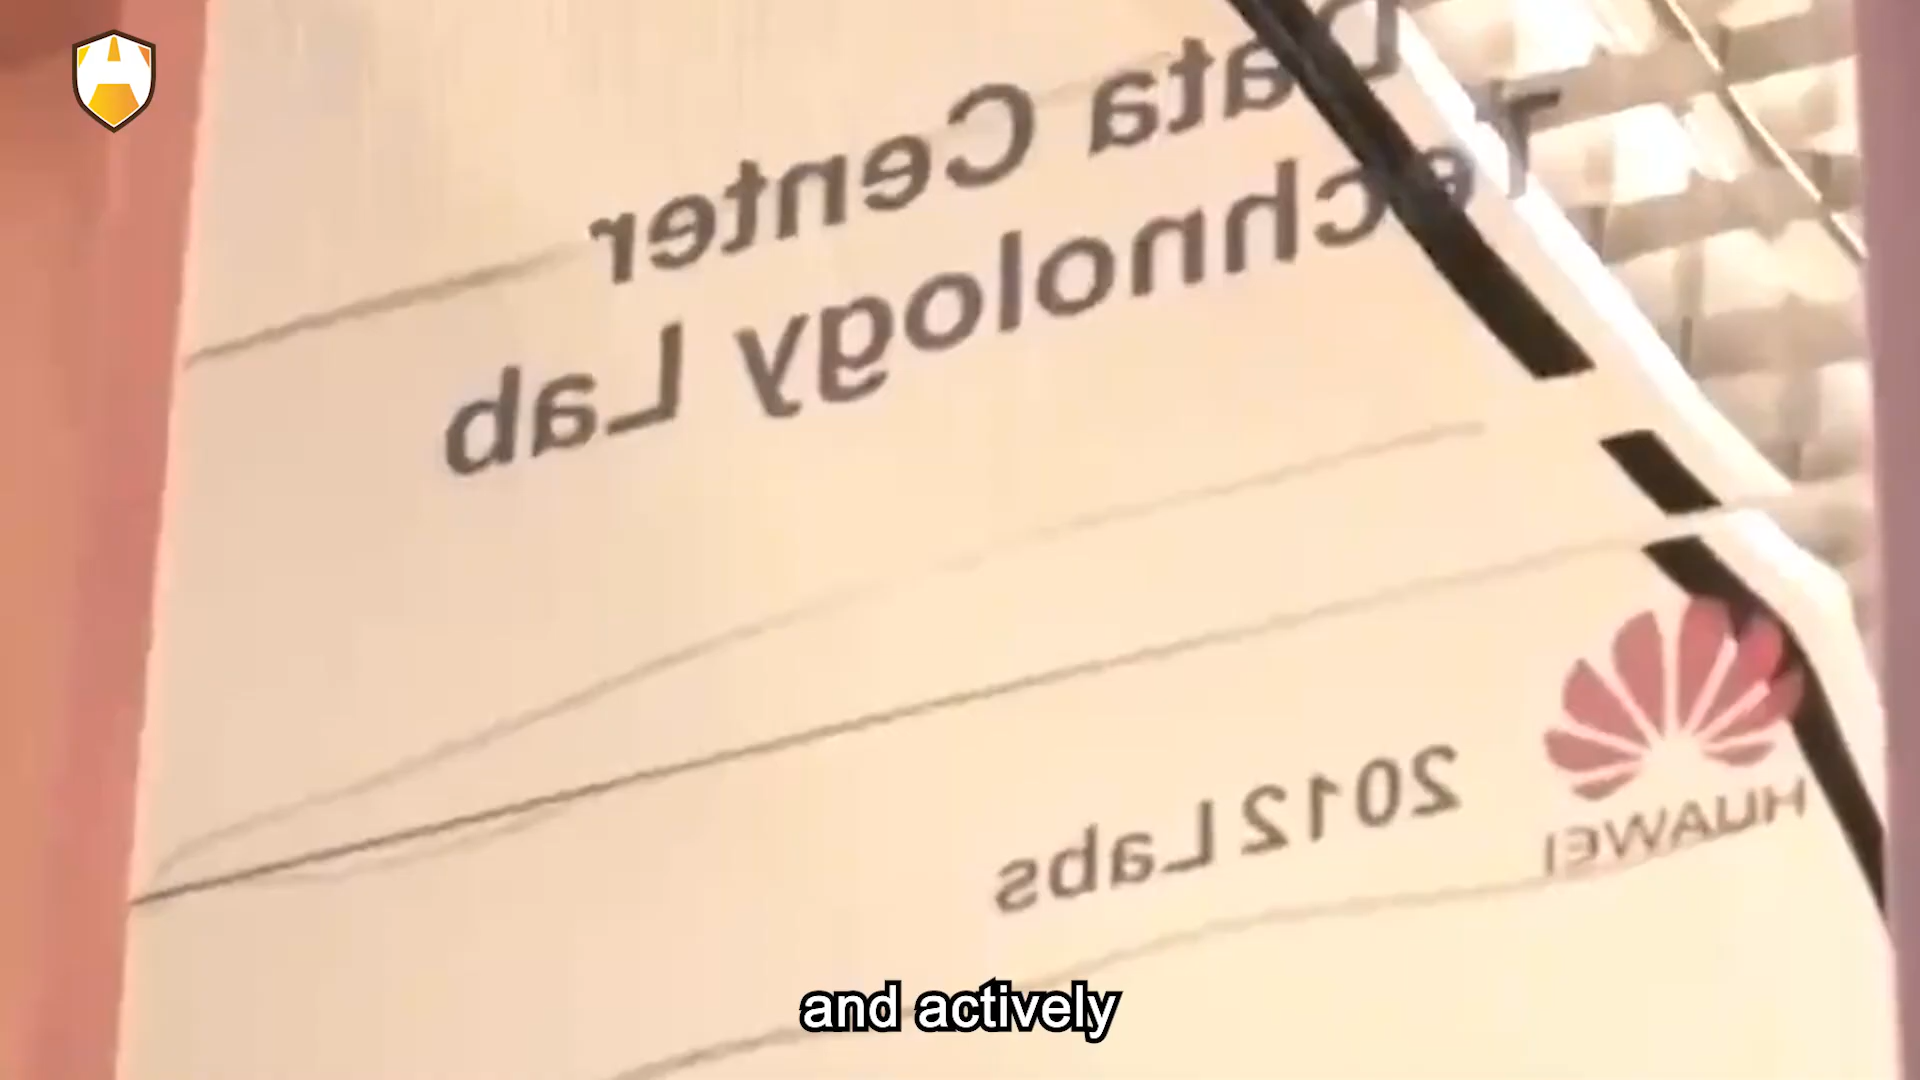 Data Center
Technology Lab
2012 Labs
HUAWEI
and actively